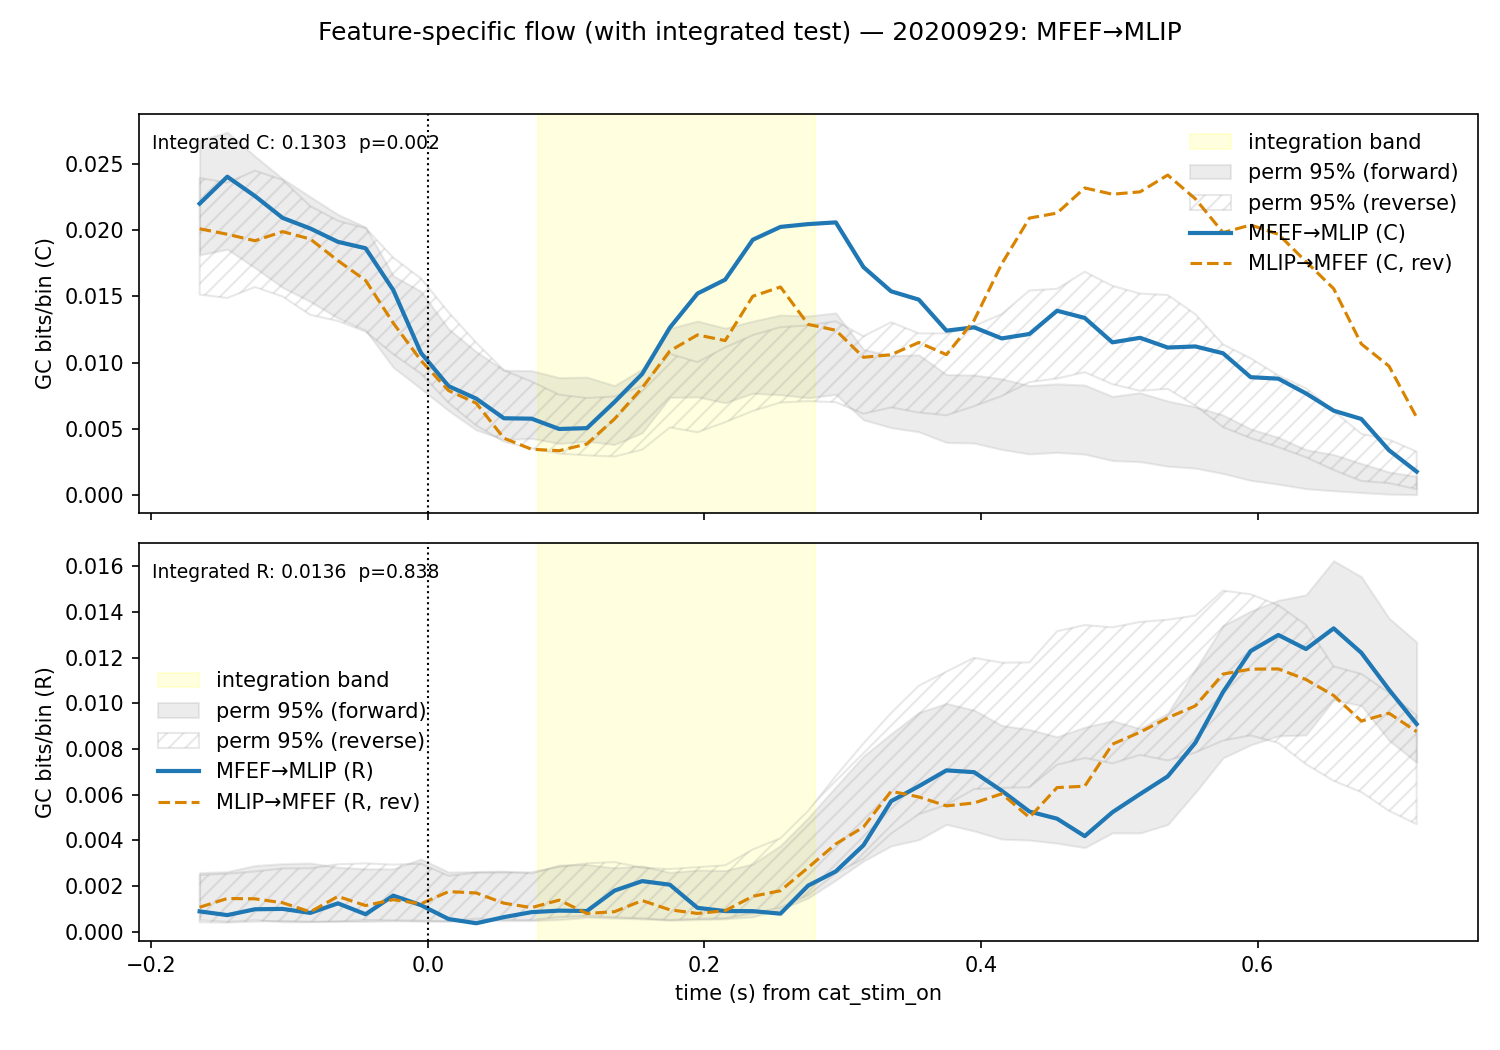 Feature-specific flow (with integrated test) — 20200929: MFEF→MLIP
Integrated C: 0.1303  p=0.002
integration band
perm 95% (forward)
perm 95% (reverse)
MFEF→MLIP (C)
MLIP→MFEF (C, rev)
GC bits/bin (C)
0.025
0.020
0.015
0.010
0.005
0.000
Integrated R: 0.0136  p=0.838
integration band
perm 95% (forward)
perm 95% (reverse)
MFEF→MLIP (R)
MLIP→MFEF (R, rev)
GC bits/bin (R)
0.016
0.014
0.012
0.010
0.008
0.006
0.004
0.002
0.000
−0.2 0.0 0.2 0.4 0.6
time (s) from cat_stim_on